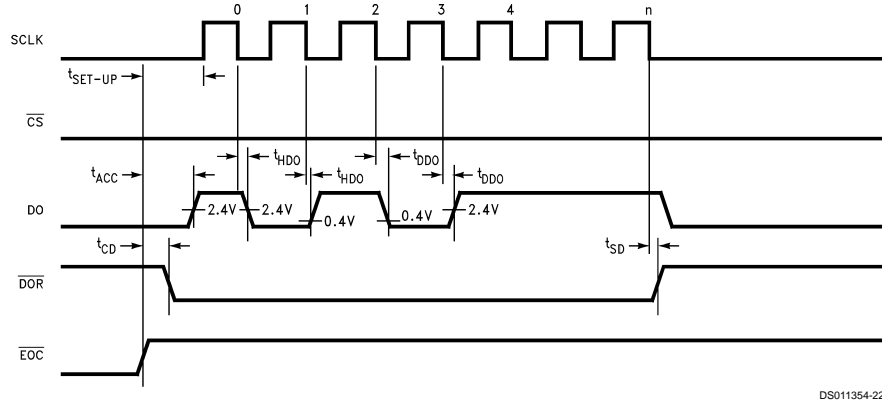 0 1 2 3 4 n
SCLK
tSET-UP
CS
tHDO tDDO
tACC tHDO tDDO
DO 2.4V 2.4V 0.4V 0.4V 2.4V
tCD tSD
DOR
EOC
DS011354-22